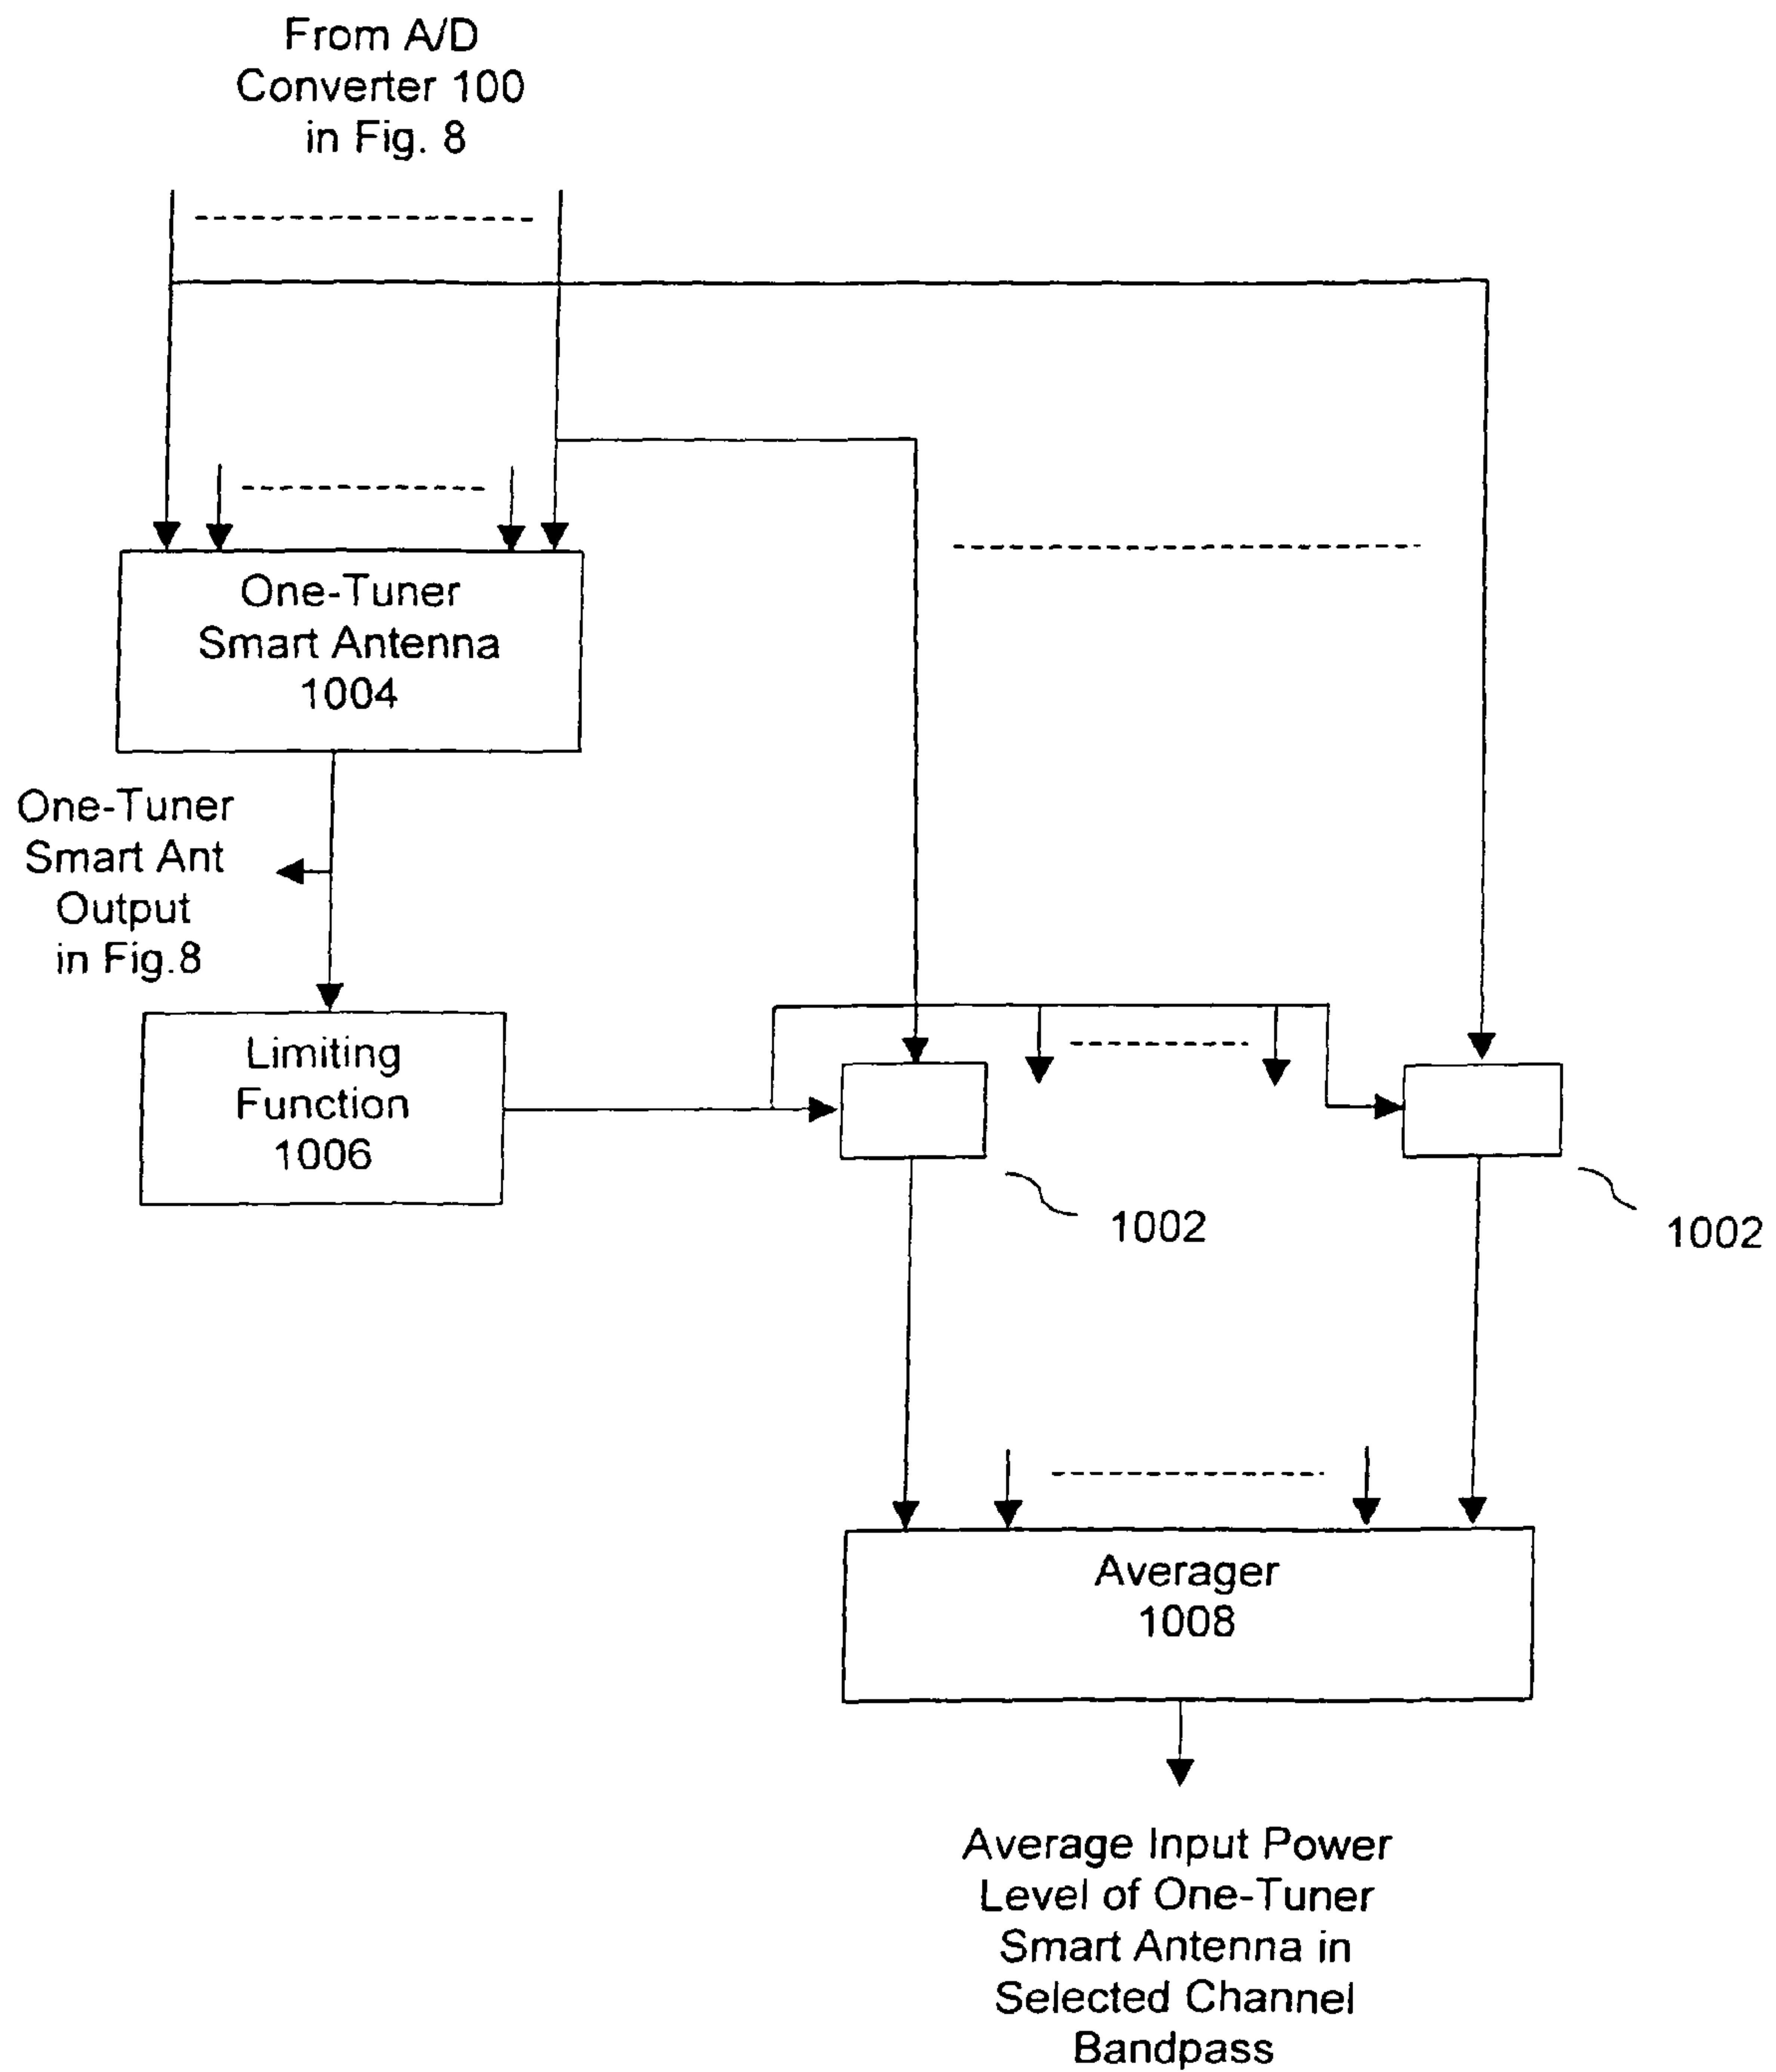 From A/D
Converter 100
in Fig. 8
One-Tuner
Smart Antenna
1004
One-Tuner
Smart Ant
Output
in Fig.8
Limiting
Function
1006
1002
1002
Averager
1008
Average Input Power
Level of One-Tuner
Smart Antenna in
Selected Channel
Bandpass